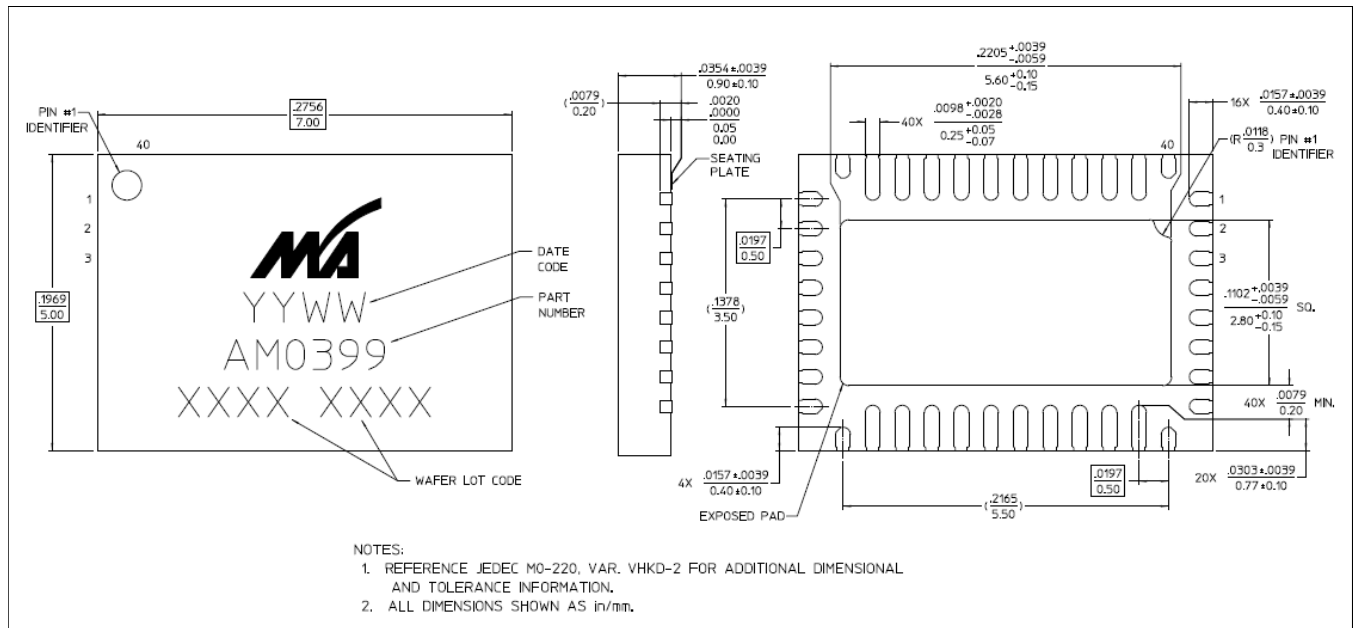 PIN #1
IDENTIFIER
.2756
7.00
40
1
2
3
.1969
5.00
MA
YYWW
AM0399
XXXX XXXX
DATE
CODE
PART
NUMBER
WAFER LOT CODE
.0354±.0039
0.90±0.10
(.0079
0.20)
.0020
.0000
0.05
0.00
SEATING
PLATE
.2205 +.0039
-.0059
5.60 +0.10
-0.15
40X .0098 +.0020
-.0028
0.25 +0.05
-0.07
16X .0157±.0039
0.40±0.10
40
(R .0118
0.3) PIN #1
IDENTIFIER
1
2
3
.0197
0.50
(.1378
3.50)
.1102 +.0039
-.0059
2.80 +0.10
-0.15
SQ.
40X .0079
0.20 MIN.
4X .0157±.0039
0.40±0.10
.0197
0.50
20X .0303±.0039
0.77±0.10
EXPOSED PAD
(.2165
5.50)
NOTES:
1. REFERENCE JEDEC MO-220, VAR. VHKD-2 FOR ADDITIONAL DIMENSIONAL
AND TOLERANCE INFORMATION.
2. ALL DIMENSIONS SHOWN AS in/mm.